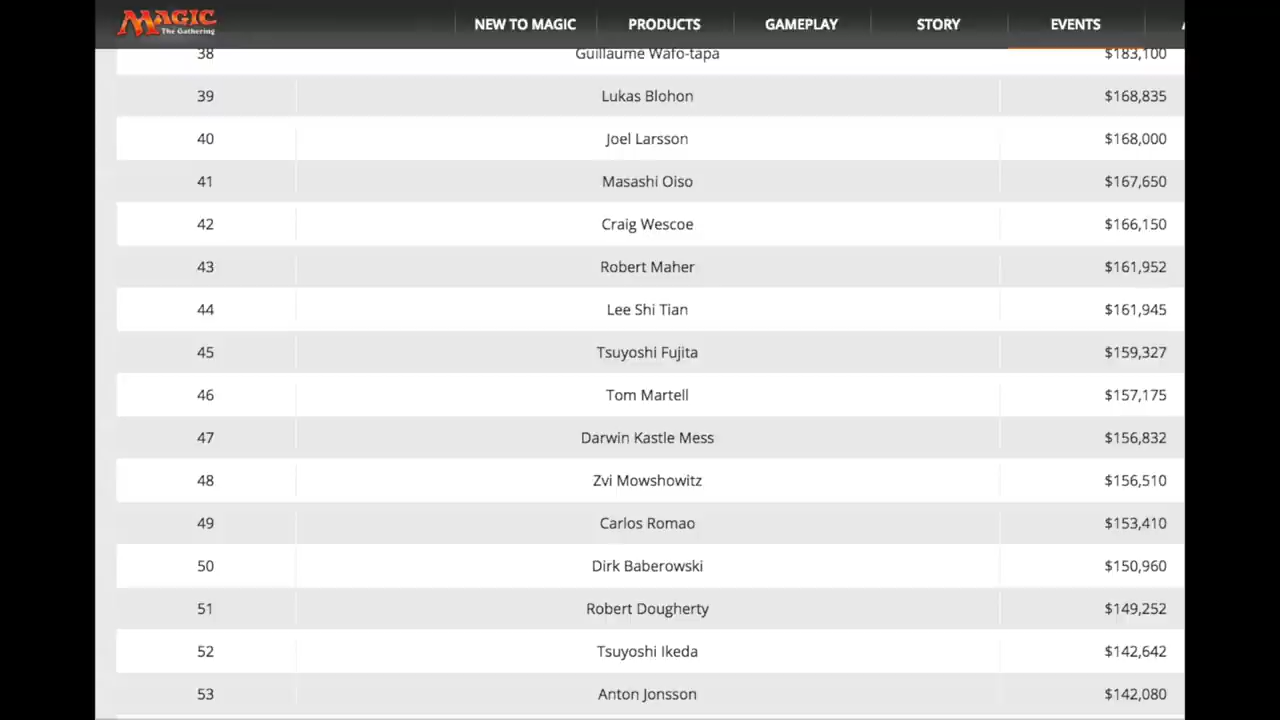 MAGIC
The Gathering
NEW TO MAGIC PRODUCTS GAMEPLAY STORY EVENTS
38 Guillaume Wafo-tapa $183,100
39 Lukas Blohon $168,835
40 Joel Larsson $168,000
41 Masashi Oiso $167,650
42 Craig Wescoe $166,150
43 Robert Maher $161,952
44 Lee Shi Tian $161,945
45 Tsuyoshi Fujita $159,327
46 Tom Martell $157,175
47 Darwin Kastle Mess $156,832
48 Zvi Mowshowitz $156,510
49 Carlos Romao $153,410
50 Dirk Baberowski $150,960
51 Robert Dougherty $149,252
52 Tsuyoshi Ikeda $142,642
53 Anton Jonsson $142,080